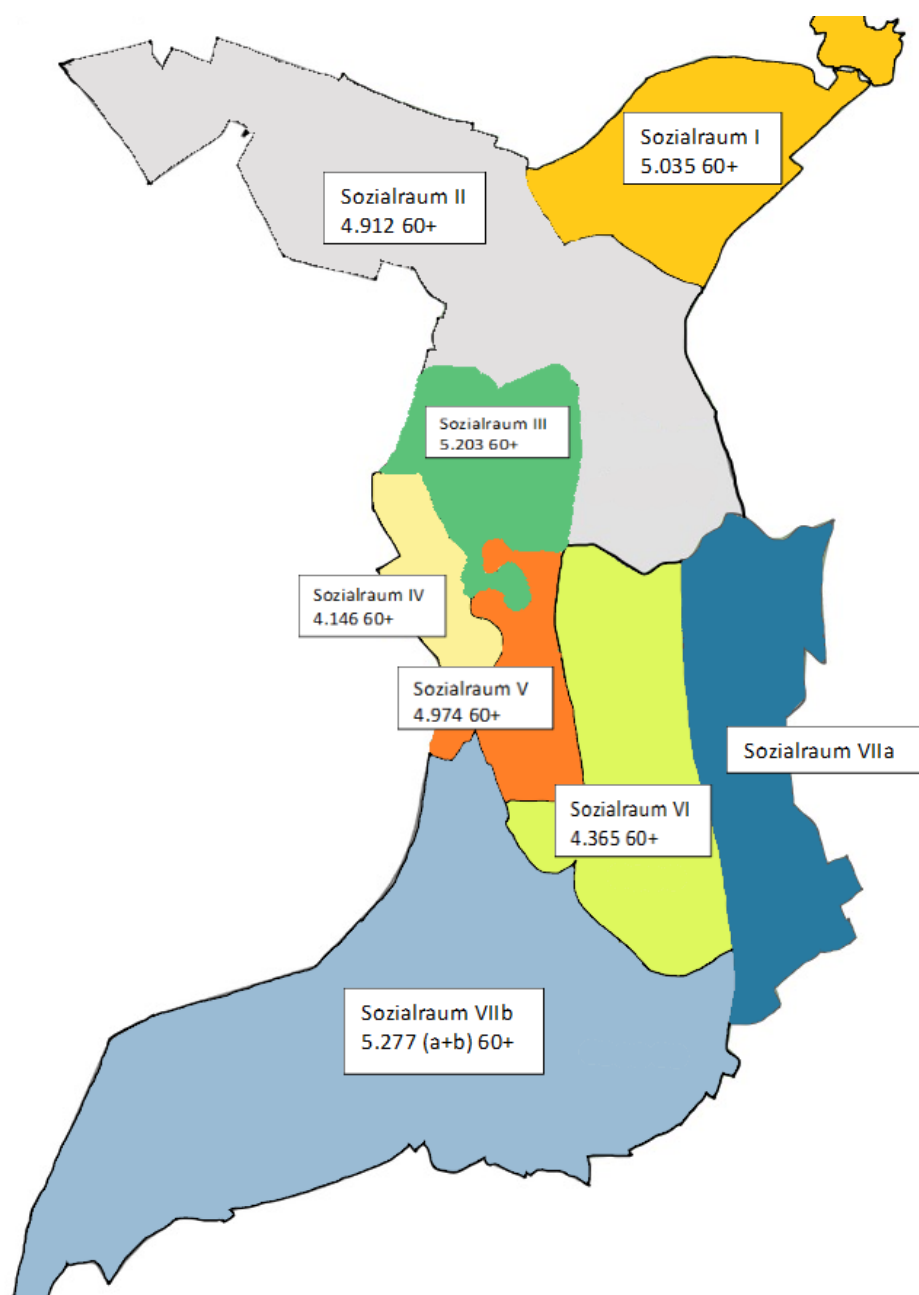 Sozialraum I
5.035 60+
Sozialraum II
4.912 60+
Sozialraum III
5.203 60+
Sozialraum IV
4.146 60+
Sozialraum V
4.974 60+
Sozialraum VIIa
Sozialraum VI
4.365 60+
Sozialraum VIIb
5.277 (a+b) 60+